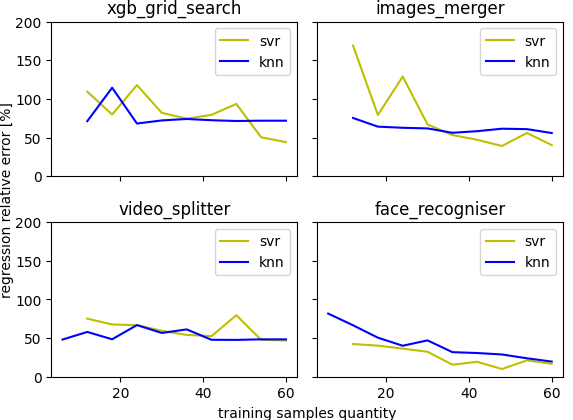 xgb_grid_search
images_merger
200
150
100
50
0
svr
knn
svr
knn
regression relative error [%]
video_splitter
face_recogniser
200
150
100
50
0
svr
knn
svr
knn
20
40
60
20
40
60
training samples quantity